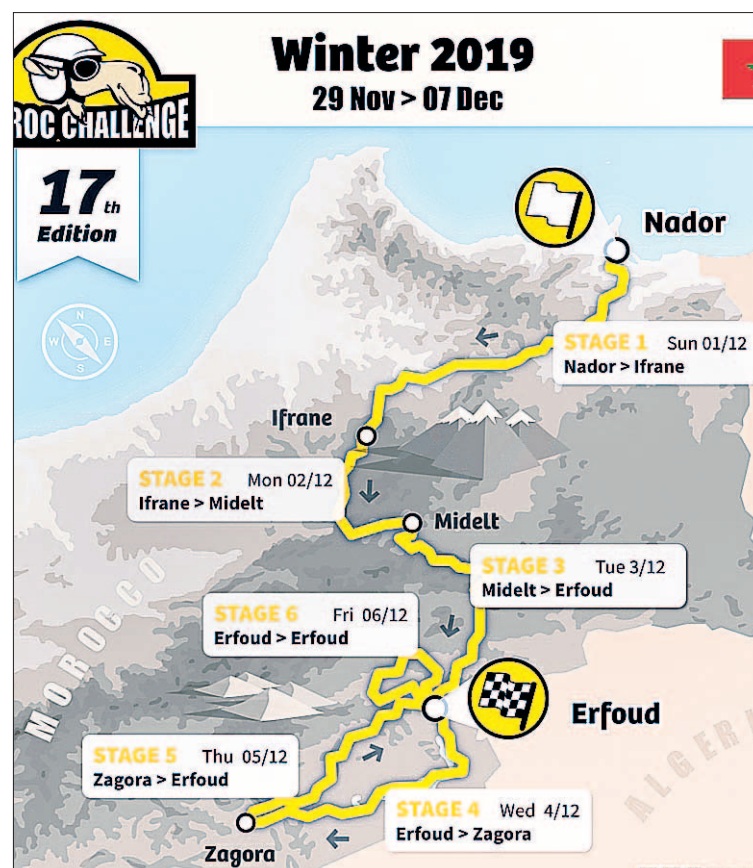 Winter 2019
29 Nov > 07 Dec
ROC CHALLENGE
17th
Edition
Nador
N
W E
S
STAGE 1 Sun 01/12
Nador > Ifrane
Ifrane
STAGE 2 Mon 02/12
Ifrane > Midelt
Midelt
STAGE 3 Tue 3/12
Midelt > Erfoud
STAGE 6 Fri 06/12
Erfoud > Erfoud
MOROCCO
Erfoud
ALGERI
STAGE 5 Thu 05/12
Zagora > Erfoud
STAGE 4 Wed 4/12
Erfoud > Zagora
Zagora